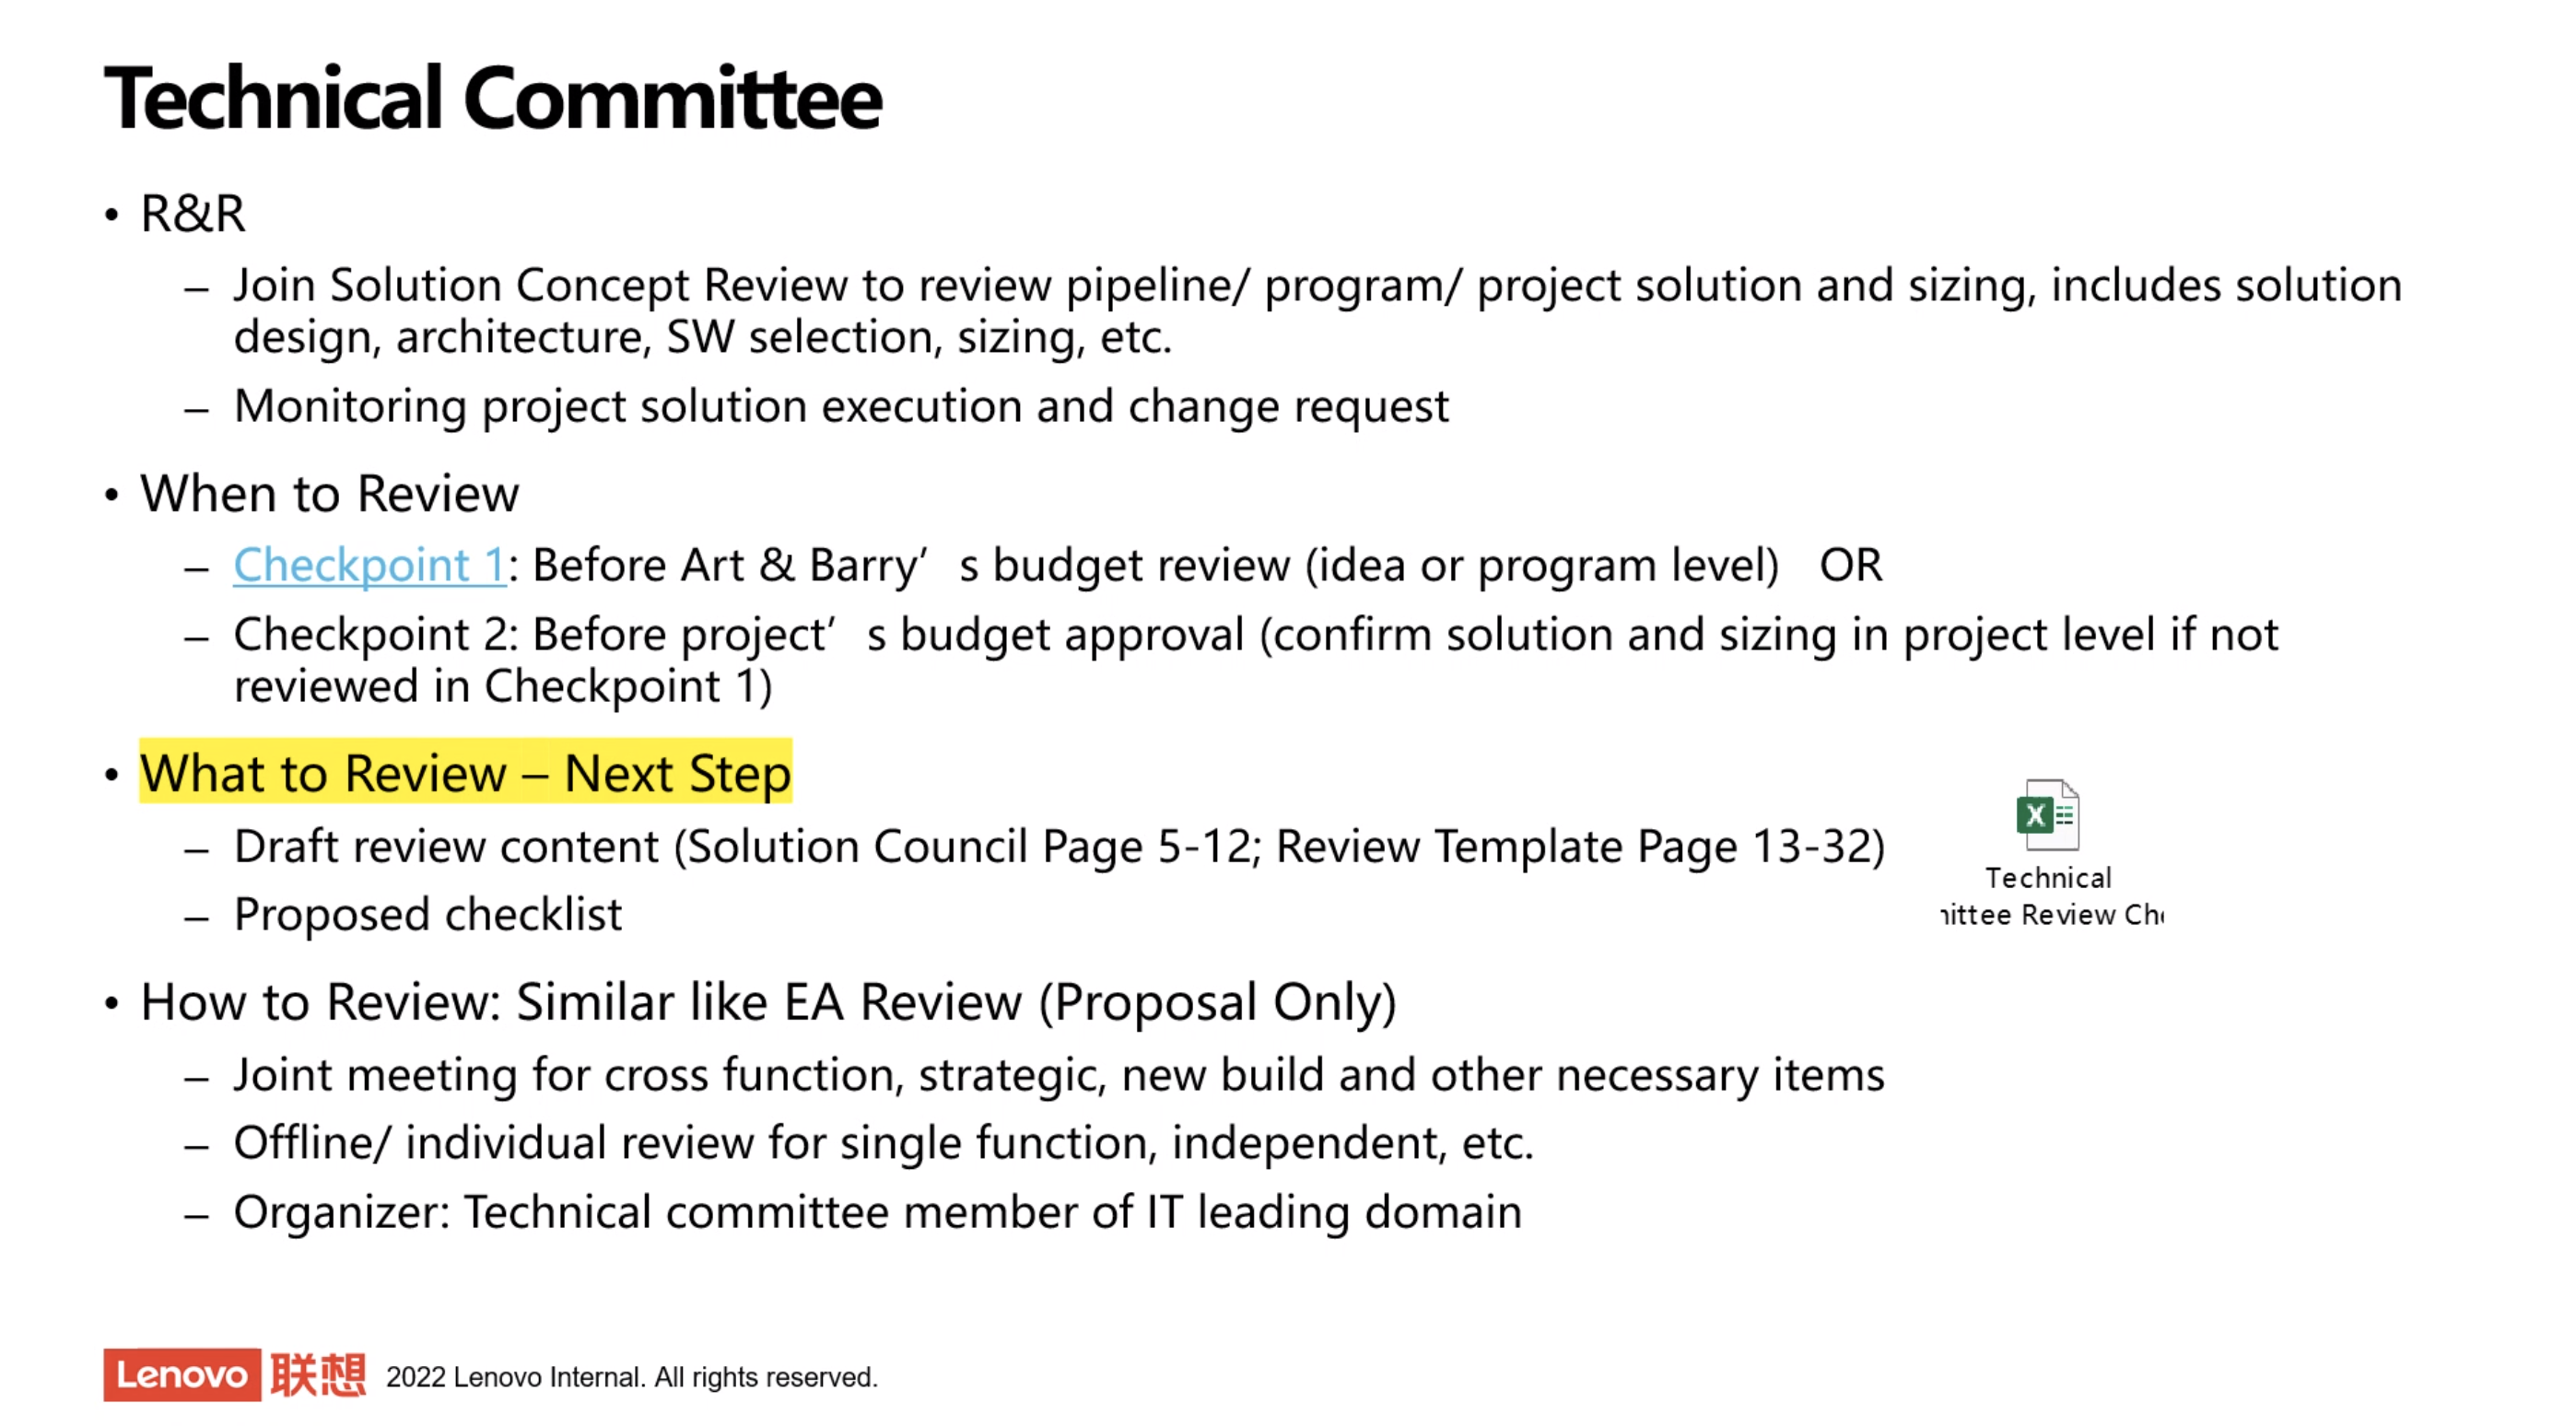 Technical Committee
• R&R
– Join Solution Concept Review to review pipeline/ program/ project solution and sizing, includes solution
design, architecture, SW selection, sizing, etc.
– Monitoring project solution execution and change request
• When to Review
– Checkpoint 1: Before Art & Barry’s budget review (idea or program level) OR
– Checkpoint 2: Before project’s budget approval (confirm solution and sizing in project level if not
reviewed in Checkpoint 1)
• What to Review – Next Step
– Draft review content (Solution Council Page 5-12; Review Template Page 13-32)
– Proposed checklist
Technical
ittee Review Ch
• How to Review: Similar like EA Review (Proposal Only)
– Joint meeting for cross function, strategic, new build and other necessary items
– Offline/ individual review for single function, independent, etc.
– Organizer: Technical committee member of IT leading domain
Lenovo 联想 2022 Lenovo Internal. All rights reserved.